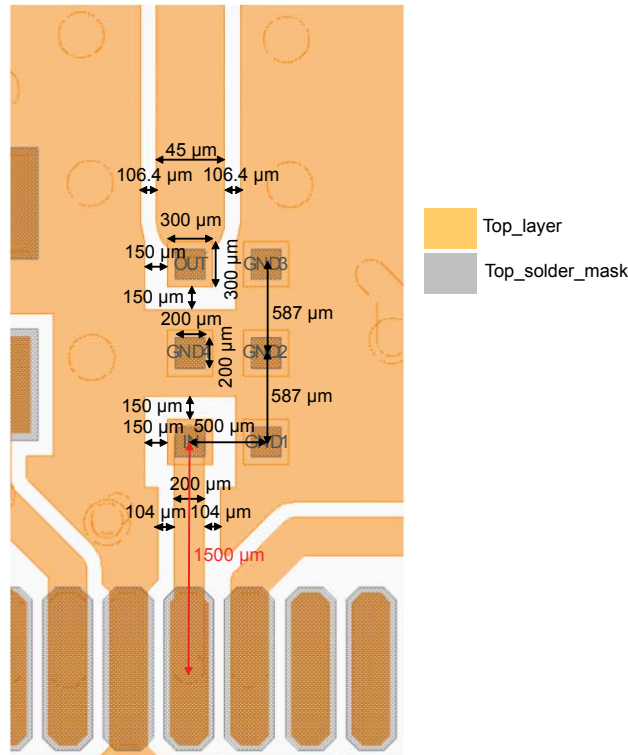 45 µm
106.4 µm
106.4 µm
300 µm
150 µm
OUT
300 µm
GND3
150 µm
587 µm
200 µm
GND4
200 µm
GND2
587 µm
150 µm
150 µm
500 µm
IN
GND1
200 µm
104 µm
104 µm
1500 µm
Top_layer
Top_solder_mask